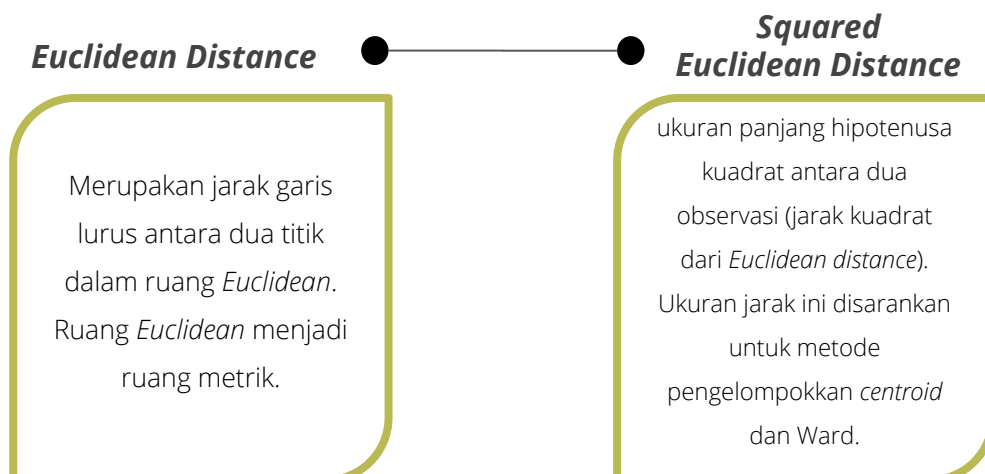 Euclidean Distance
Merupakan jarak garis
lurus antara dua titik
dalam ruang Euclidean.
Ruang Euclidean menjadi
ruang metrik.
Squared
Euclidean Distance
ukuran panjang hipotenusa
kuadrat antara dua
observasi (jarak kuadrat
dari Euclidean distance).
Ukuran jarak ini disarankan
untuk metode
pengelompokkan centroid
dan Ward.